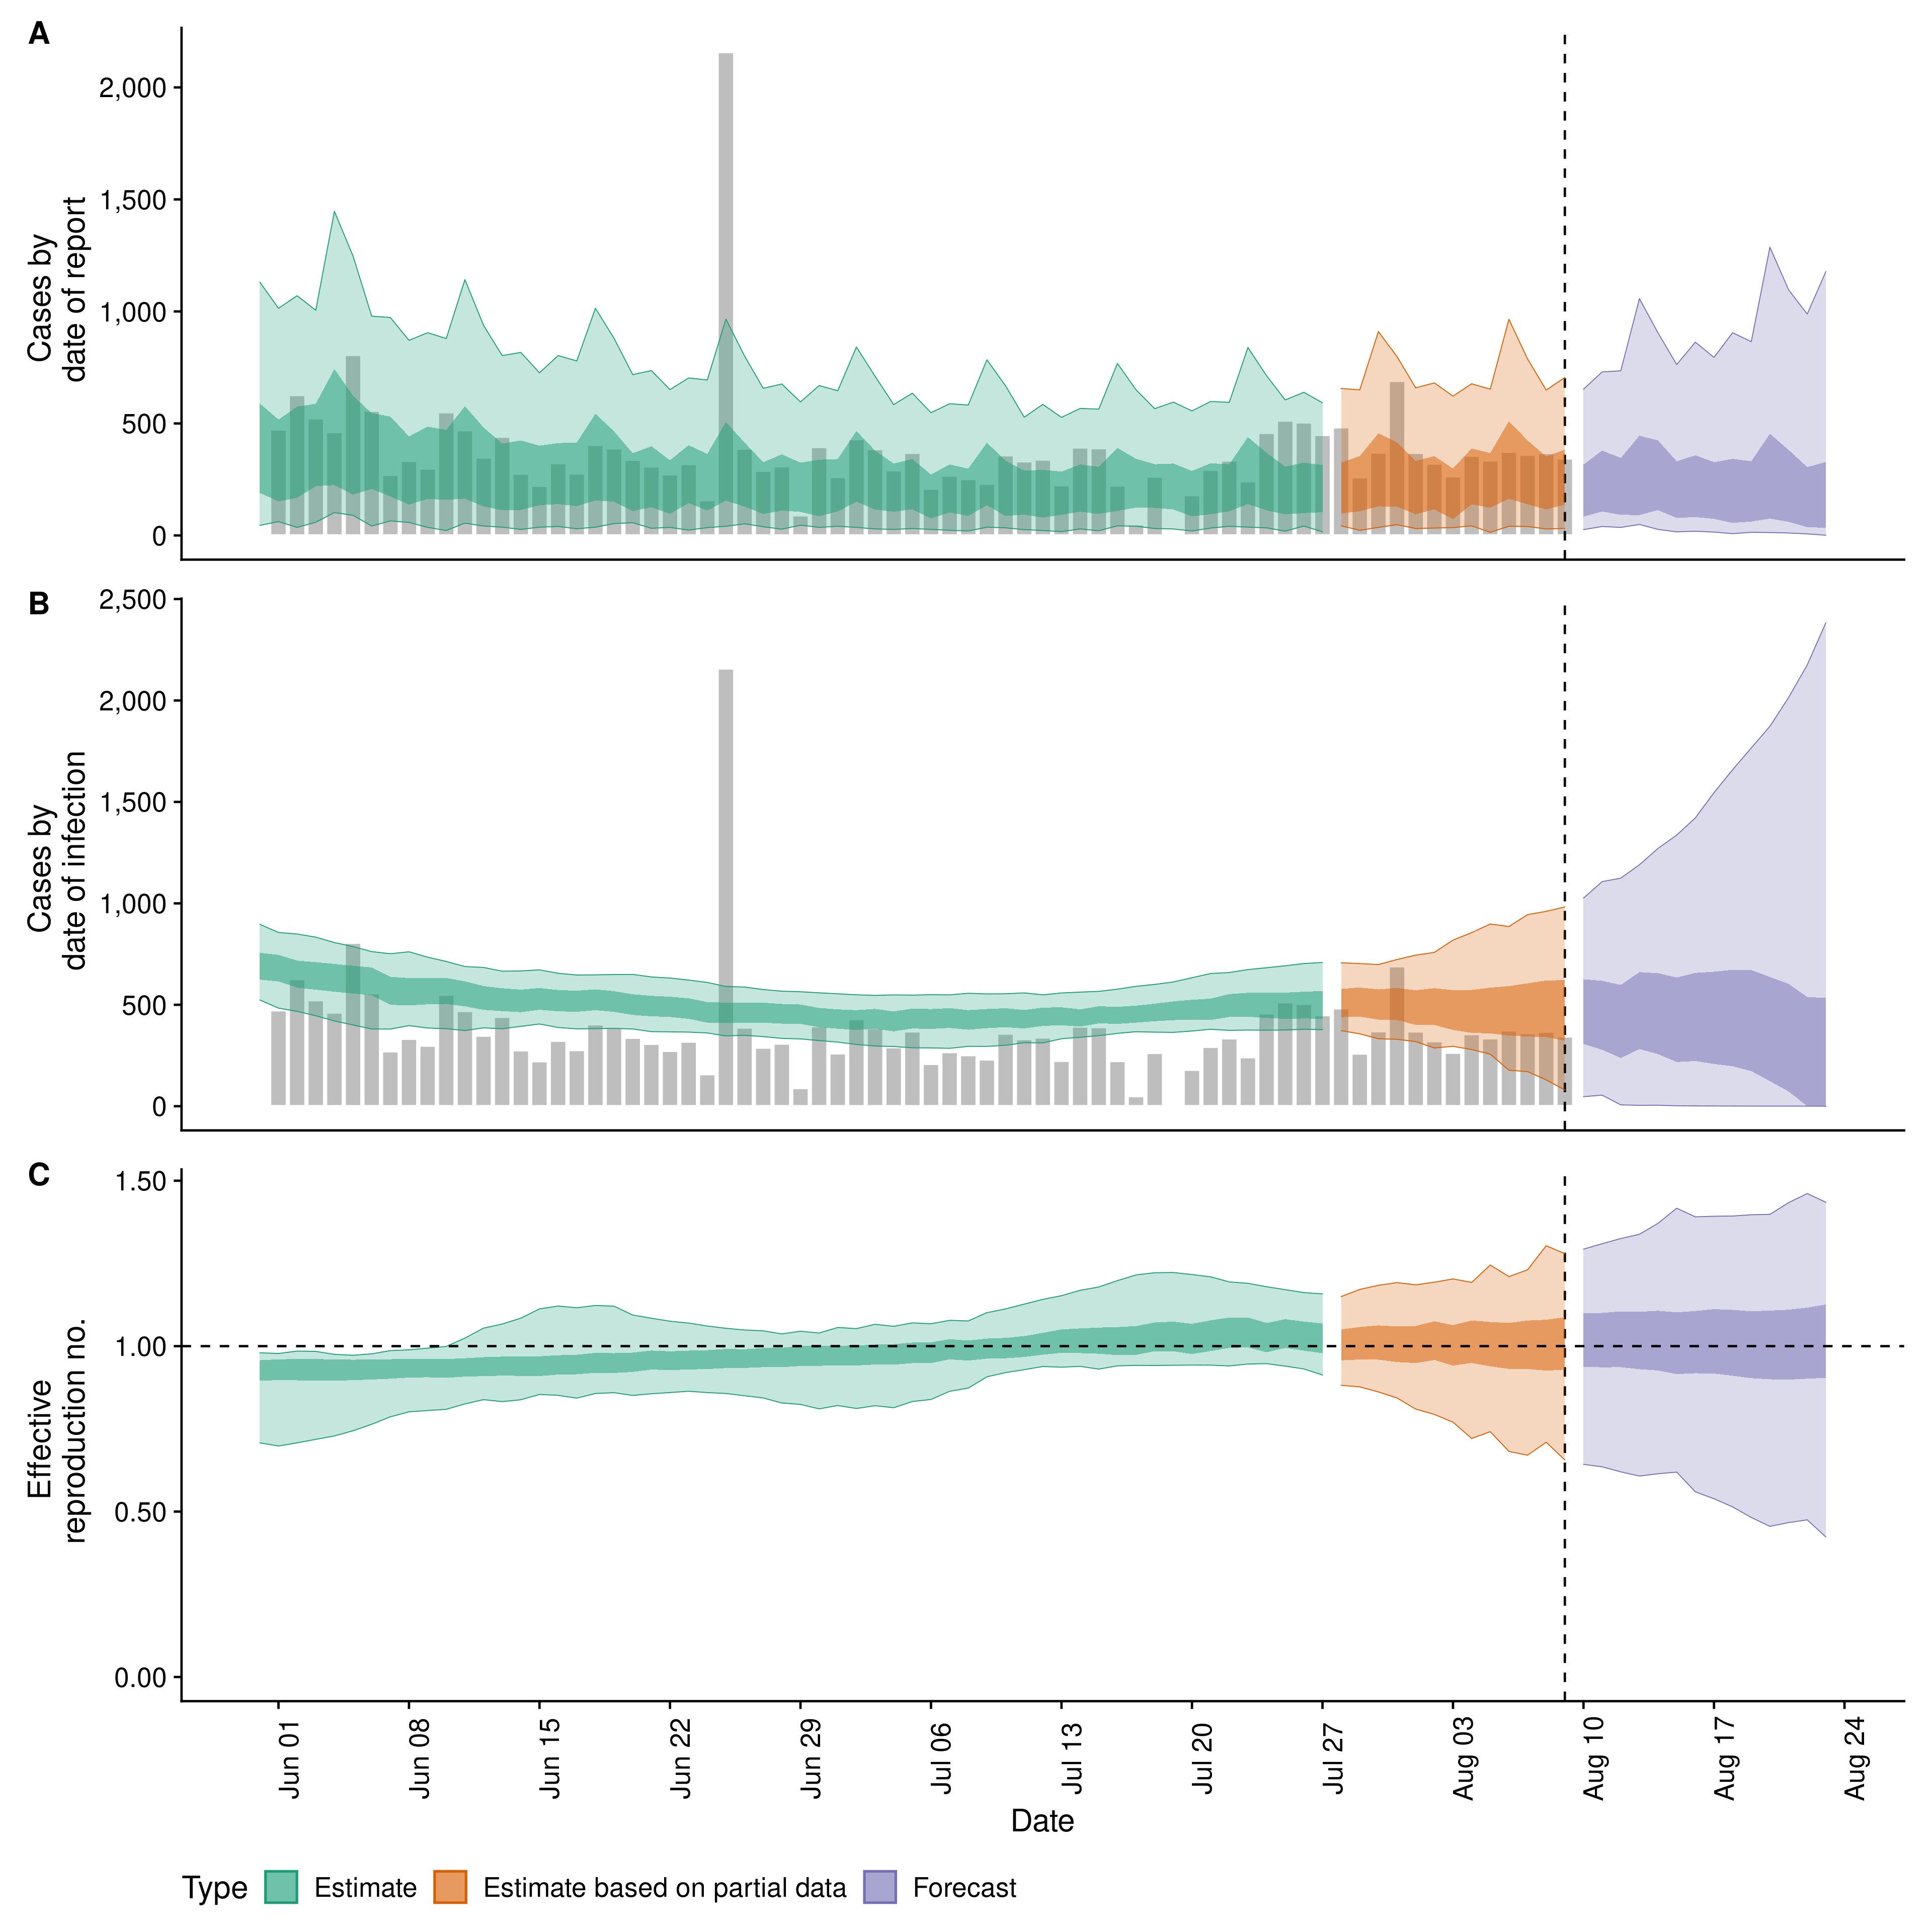 A
2,000
1,500
1,000
500
0
Cases by
date of report
B
2,500
2,000
1,500
1,000
500
0
Cases by
date of infection
C
1.50
1.00
0.50
0.00
Effective
reproduction no.
Jun 01
Jun 08
Jun 15
Jun 22
Jun 29
Jul 06
Jul 13
Jul 20
Jul 27
Aug 03
Aug 10
Aug 17
Aug 24
Date
Type Estimate Estimate based on partial data Forecast